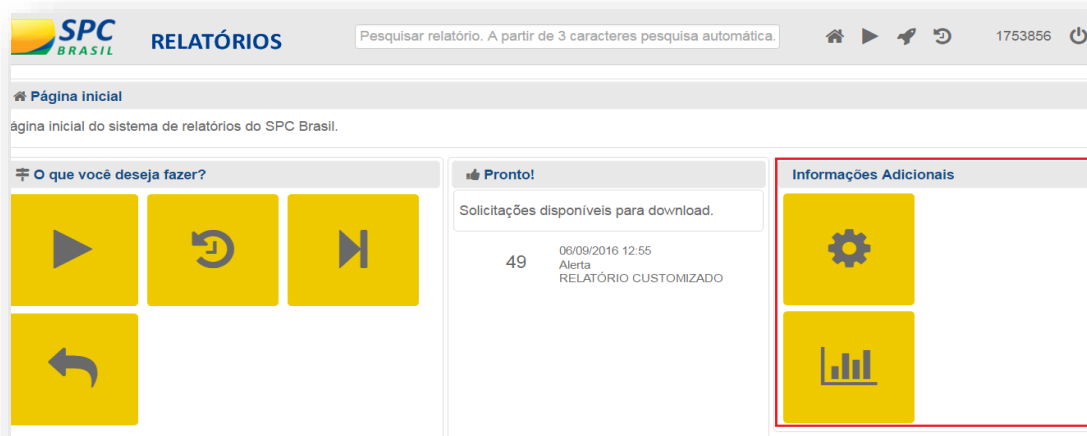 SPC
BRASIL
RELATÓRIOS
Pesquisar relatório. A partir de 3 caracteres pesquisa automática.
1753856
Página inicial
ágina inicial do sistema de relatórios do SPC Brasil.
O que você deseja fazer?
Pronto!
Solicitações disponíveis para download.
49
06/09/2016 12:55
Alerta
RELATÓRIO CUSTOMIZADO
Informações Adicionais